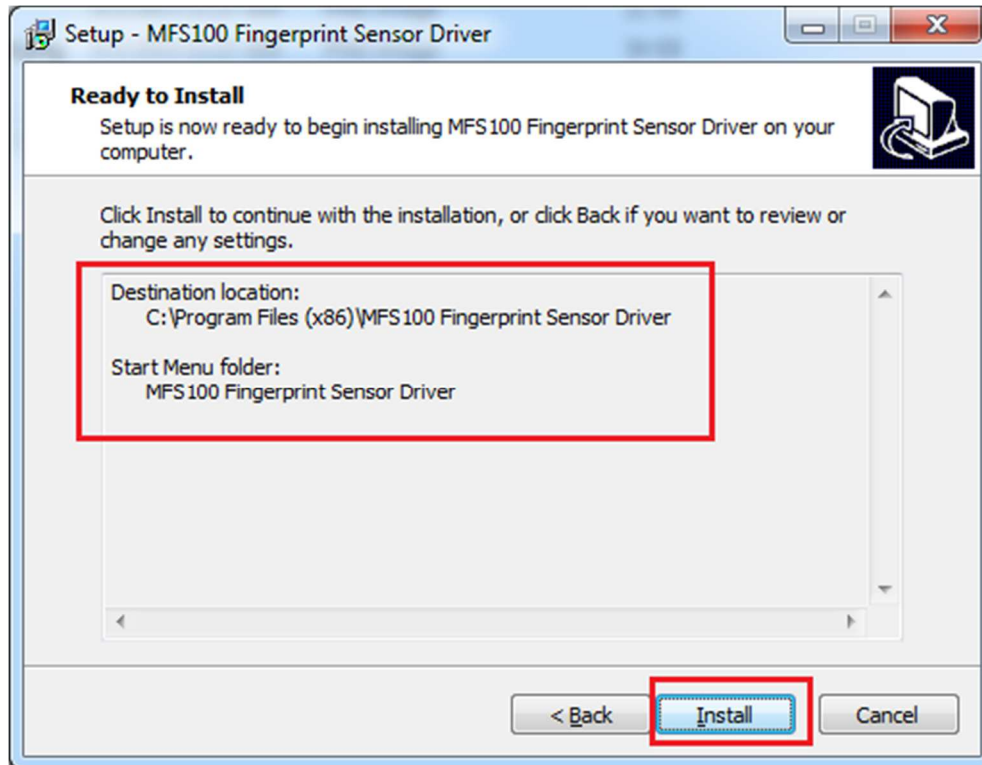 Setup - MFS100 Fingerprint Sensor Driver
Ready to Install
Setup is now ready to begin installing MFS100 Fingerprint Sensor Driver on your
computer.
Click Install to continue with the installation, or click Back if you want to review or
change any settings.
Destination location:
C:\Program Files (x86)\MFS100 Fingerprint Sensor Driver
Start Menu folder:
MFS100 Fingerprint Sensor Driver
< Back Install Cancel